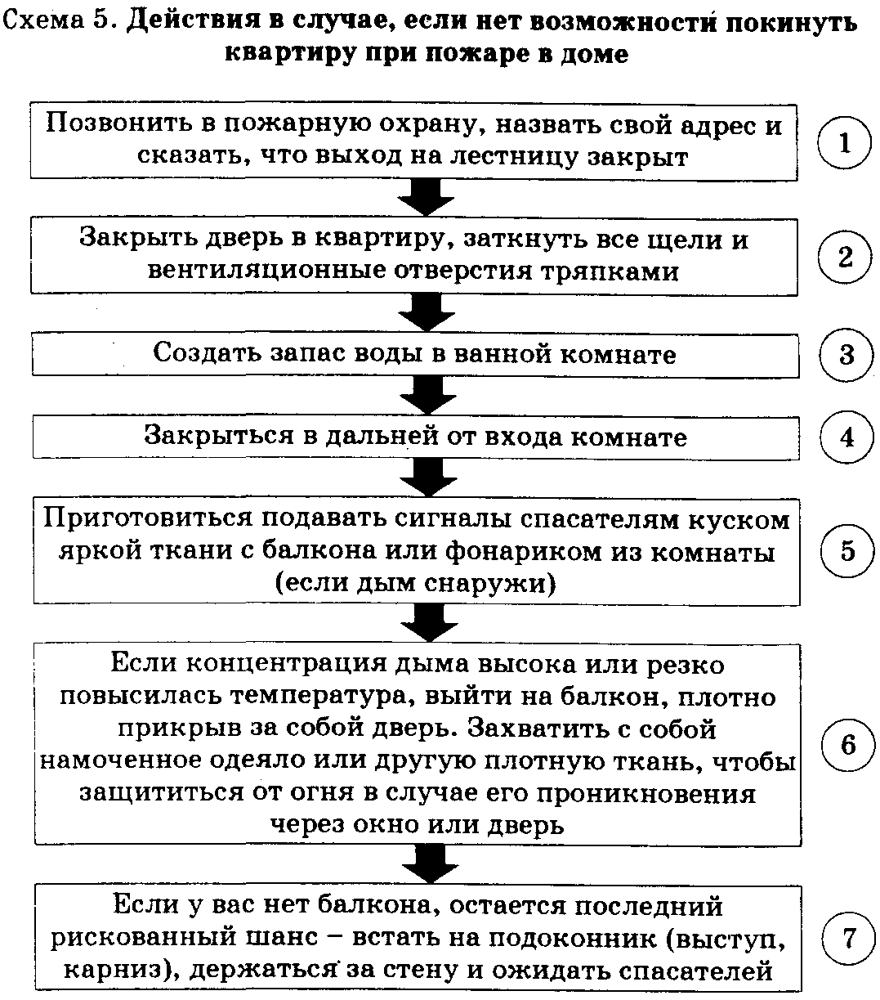 Схема 5. Действия в случае, если нет возможности покинуть
квартиру при пожаре в доме
Позвонить в пожарную охрану, назвать свой адрес и
сказать, что выход на лестницу закрыт
1
Закрыть дверь в квартиру, заткнуть все щели и
вентиляционные отверстия тряпками
2
Создать запас воды в ванной комнате
3
Закрыться в дальней от входа комнате
4
Приготовиться подавать сигналы спасателям куском
яркой ткани с балкона или фонариком из комнаты
(если дым снаружи)
5
Если концентрация дыма высока или резко
повысилась температура, выйти на балкон, плотно
прикрыв за собой дверь. Захватить с собой
намоченное одеяло или другую плотную ткань, чтобы
защититься от огня в случае его проникновения
через окно или дверь
6
Если у вас нет балкона, остается последний
рискованный шанс – встать на подоконник (выступ,
карниз), держаться за стену и ожидать спасателей
7